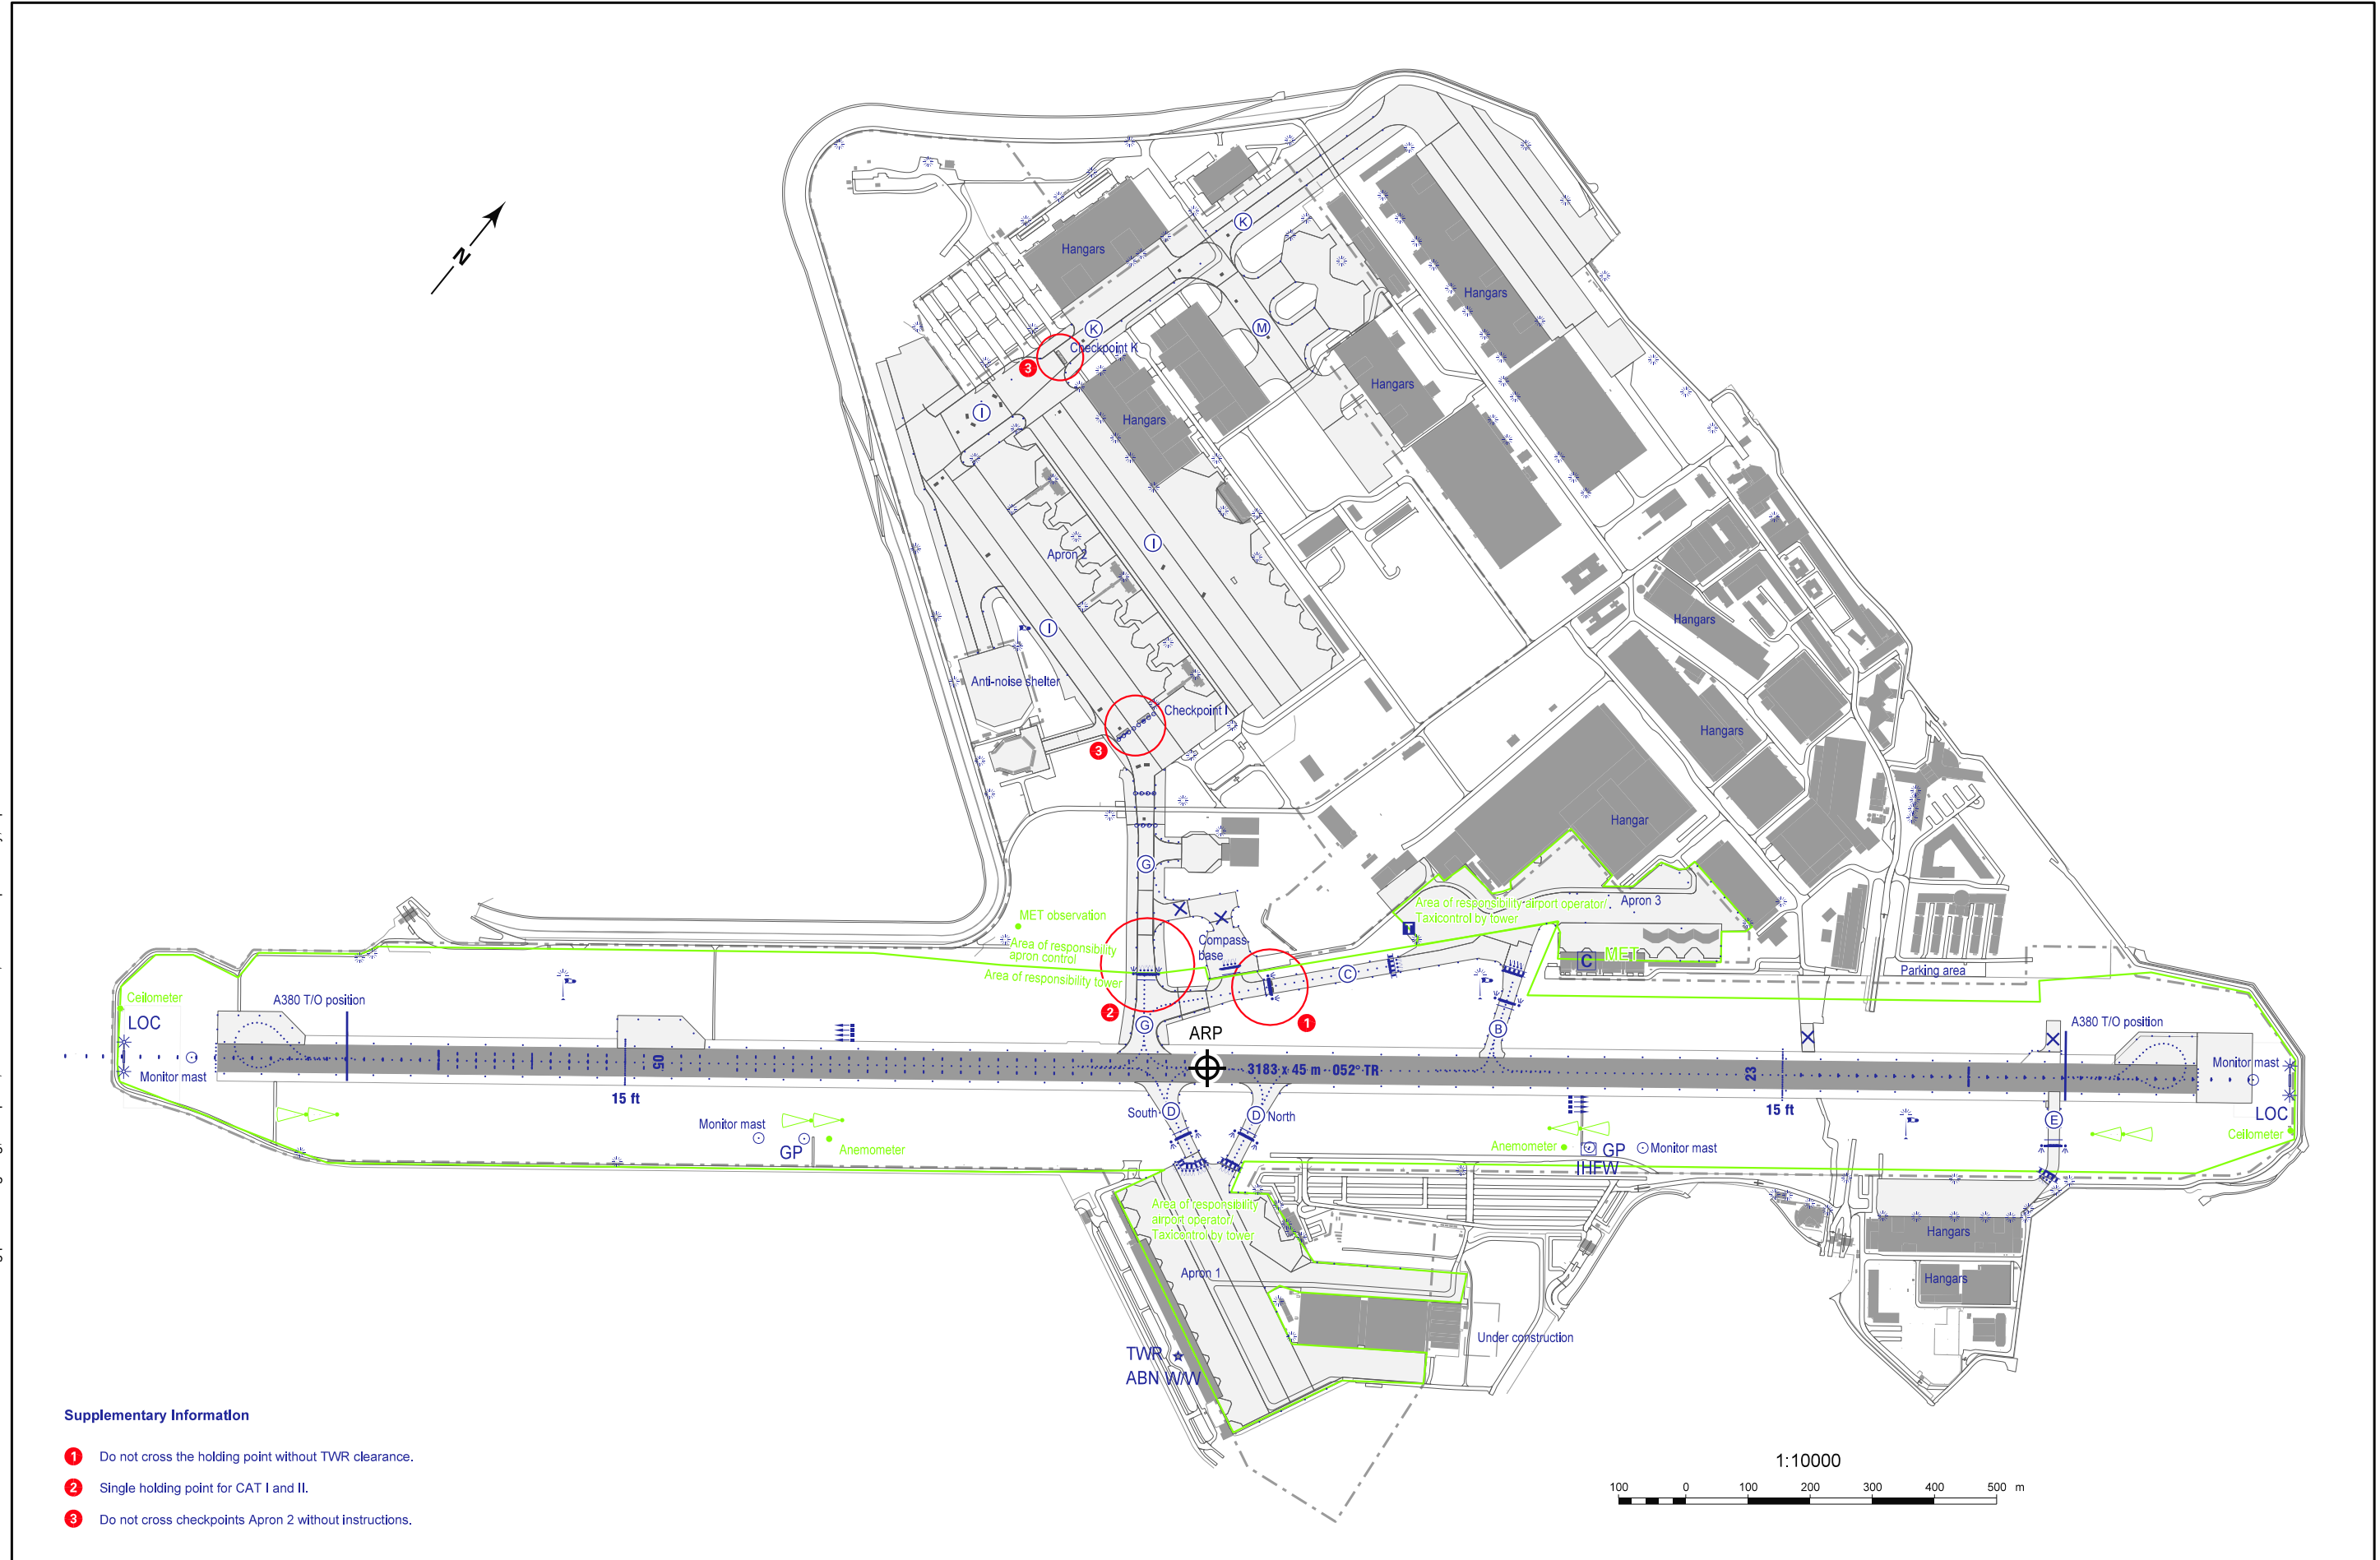 N
Hangars
K
Hangars
K
Checkpoint K
M
3
Hangars
I
Hangars
Apron 2
I
I
Hangars
Anti-noise shelter
Checkpoint I
Hangars
3
Hangar
G
Area of responsibility airport operator/
Taxicontrol by tower
Apron 3
MET observation
T
Area of responsibility
apron control
Area of responsibility tower
Compass
base
C
C
MET
Parking area
Ceilometer
LOC
A380 T/O position
2
1
G
B
A380 T/O position
ARP
Monitor mast
05
3183 x 45 m - 052° TR
23
Monitor mast
15 ft
15 ft
LOC
South
D
D
North
E
Monitor mast
GP
Anemometer
Anemometer
GP
IHFW
Monitor mast
Ceilometer
Area of responsibility
airport operator/
Taxicontrol by tower
Apron 1
Hangars
Hangars
Under construction
TWR
ABN W/W
Supplementary Information
1 Do not cross the holding point without TWR clearance.
2 Single holding point for CAT I and II.
3 Do not cross checkpoints Apron 2 without instructions.
1:10000
100 0 100 200 300 400 500 m